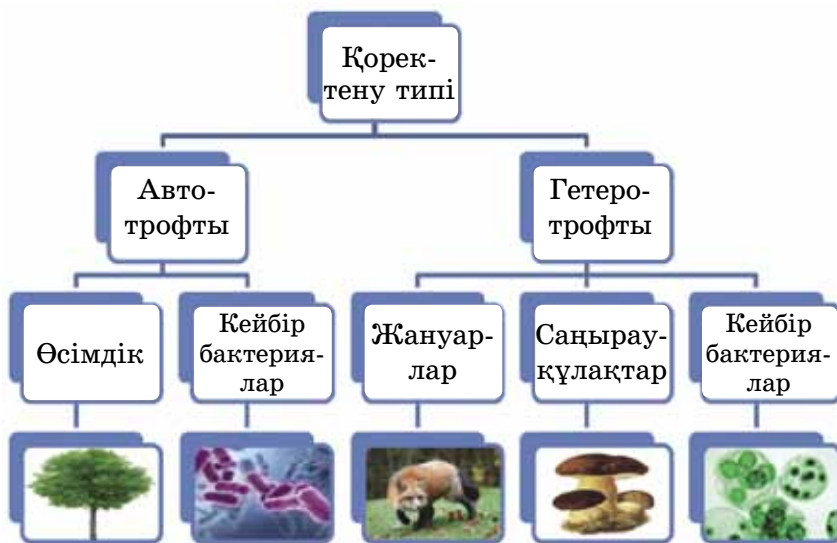 Қорек-
тену типі
Авто-
трофты
Гетеро-
трофты
Өсімдік
Кейбір
бактерия-
лар
Жануар-
лар
Саңырау-
құлақтар
Кейбір
бактерия-
лар